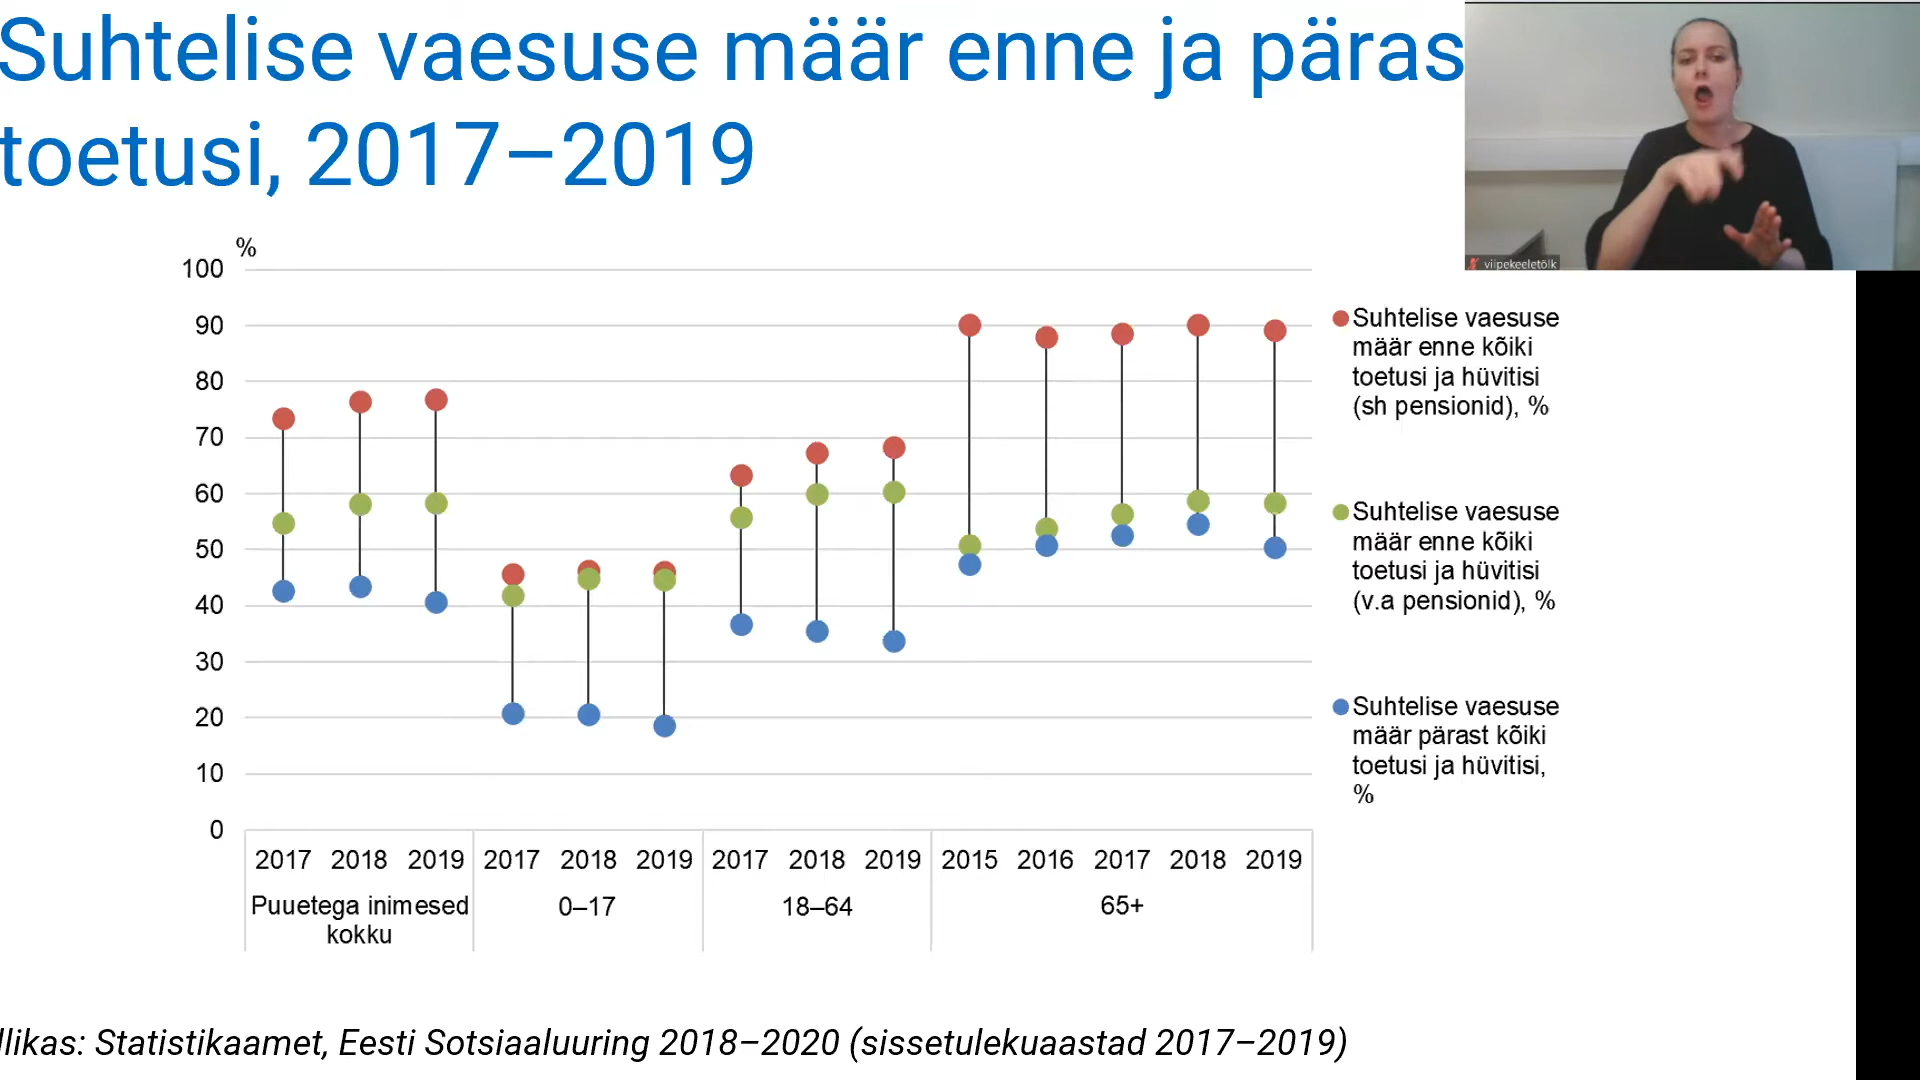 Suhtelise vaesuse määr enne ja päras
toetusi, 2017–2019
viipekeeletõlk
%
100
90
80
70
60
50
40
30
20
10
0
Suhtelise vaesuse
määr enne kõiki
toetusi ja hüvitisi
(sh pensionid), %
Suhtelise vaesuse
määr enne kõiki
toetusi ja hüvitisi
(v.a pensionid), %
Suhtelise vaesuse
määr pärast kõiki
toetusi ja hüvitisi,
%
2017 2018 2019 2017 2018 2019 2017 2018 2019 2015 2016 2017 2018 2019
Puuetega inimesed 0–17 18–64 65+
kokku
llikas: Statistikaamet, Eesti Sotsiaaluuring 2018–2020 (sissetulekuaastad 2017–2019)